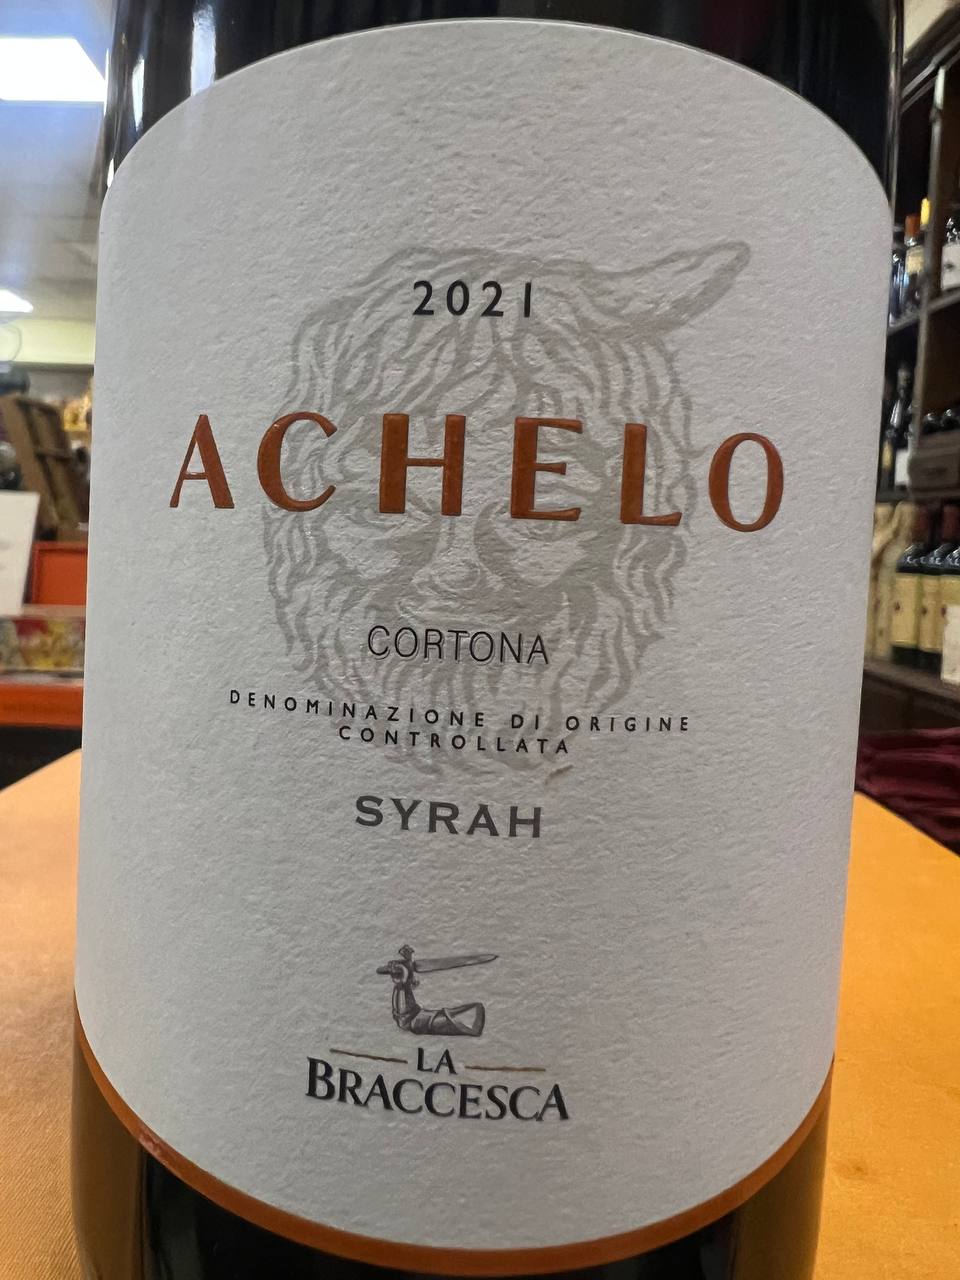 2021
ACHELO
CORTONA
DENOMINAZIONE DI ORIGINE
CONTROLLATA
SYRAH
LA
BRACCESCA